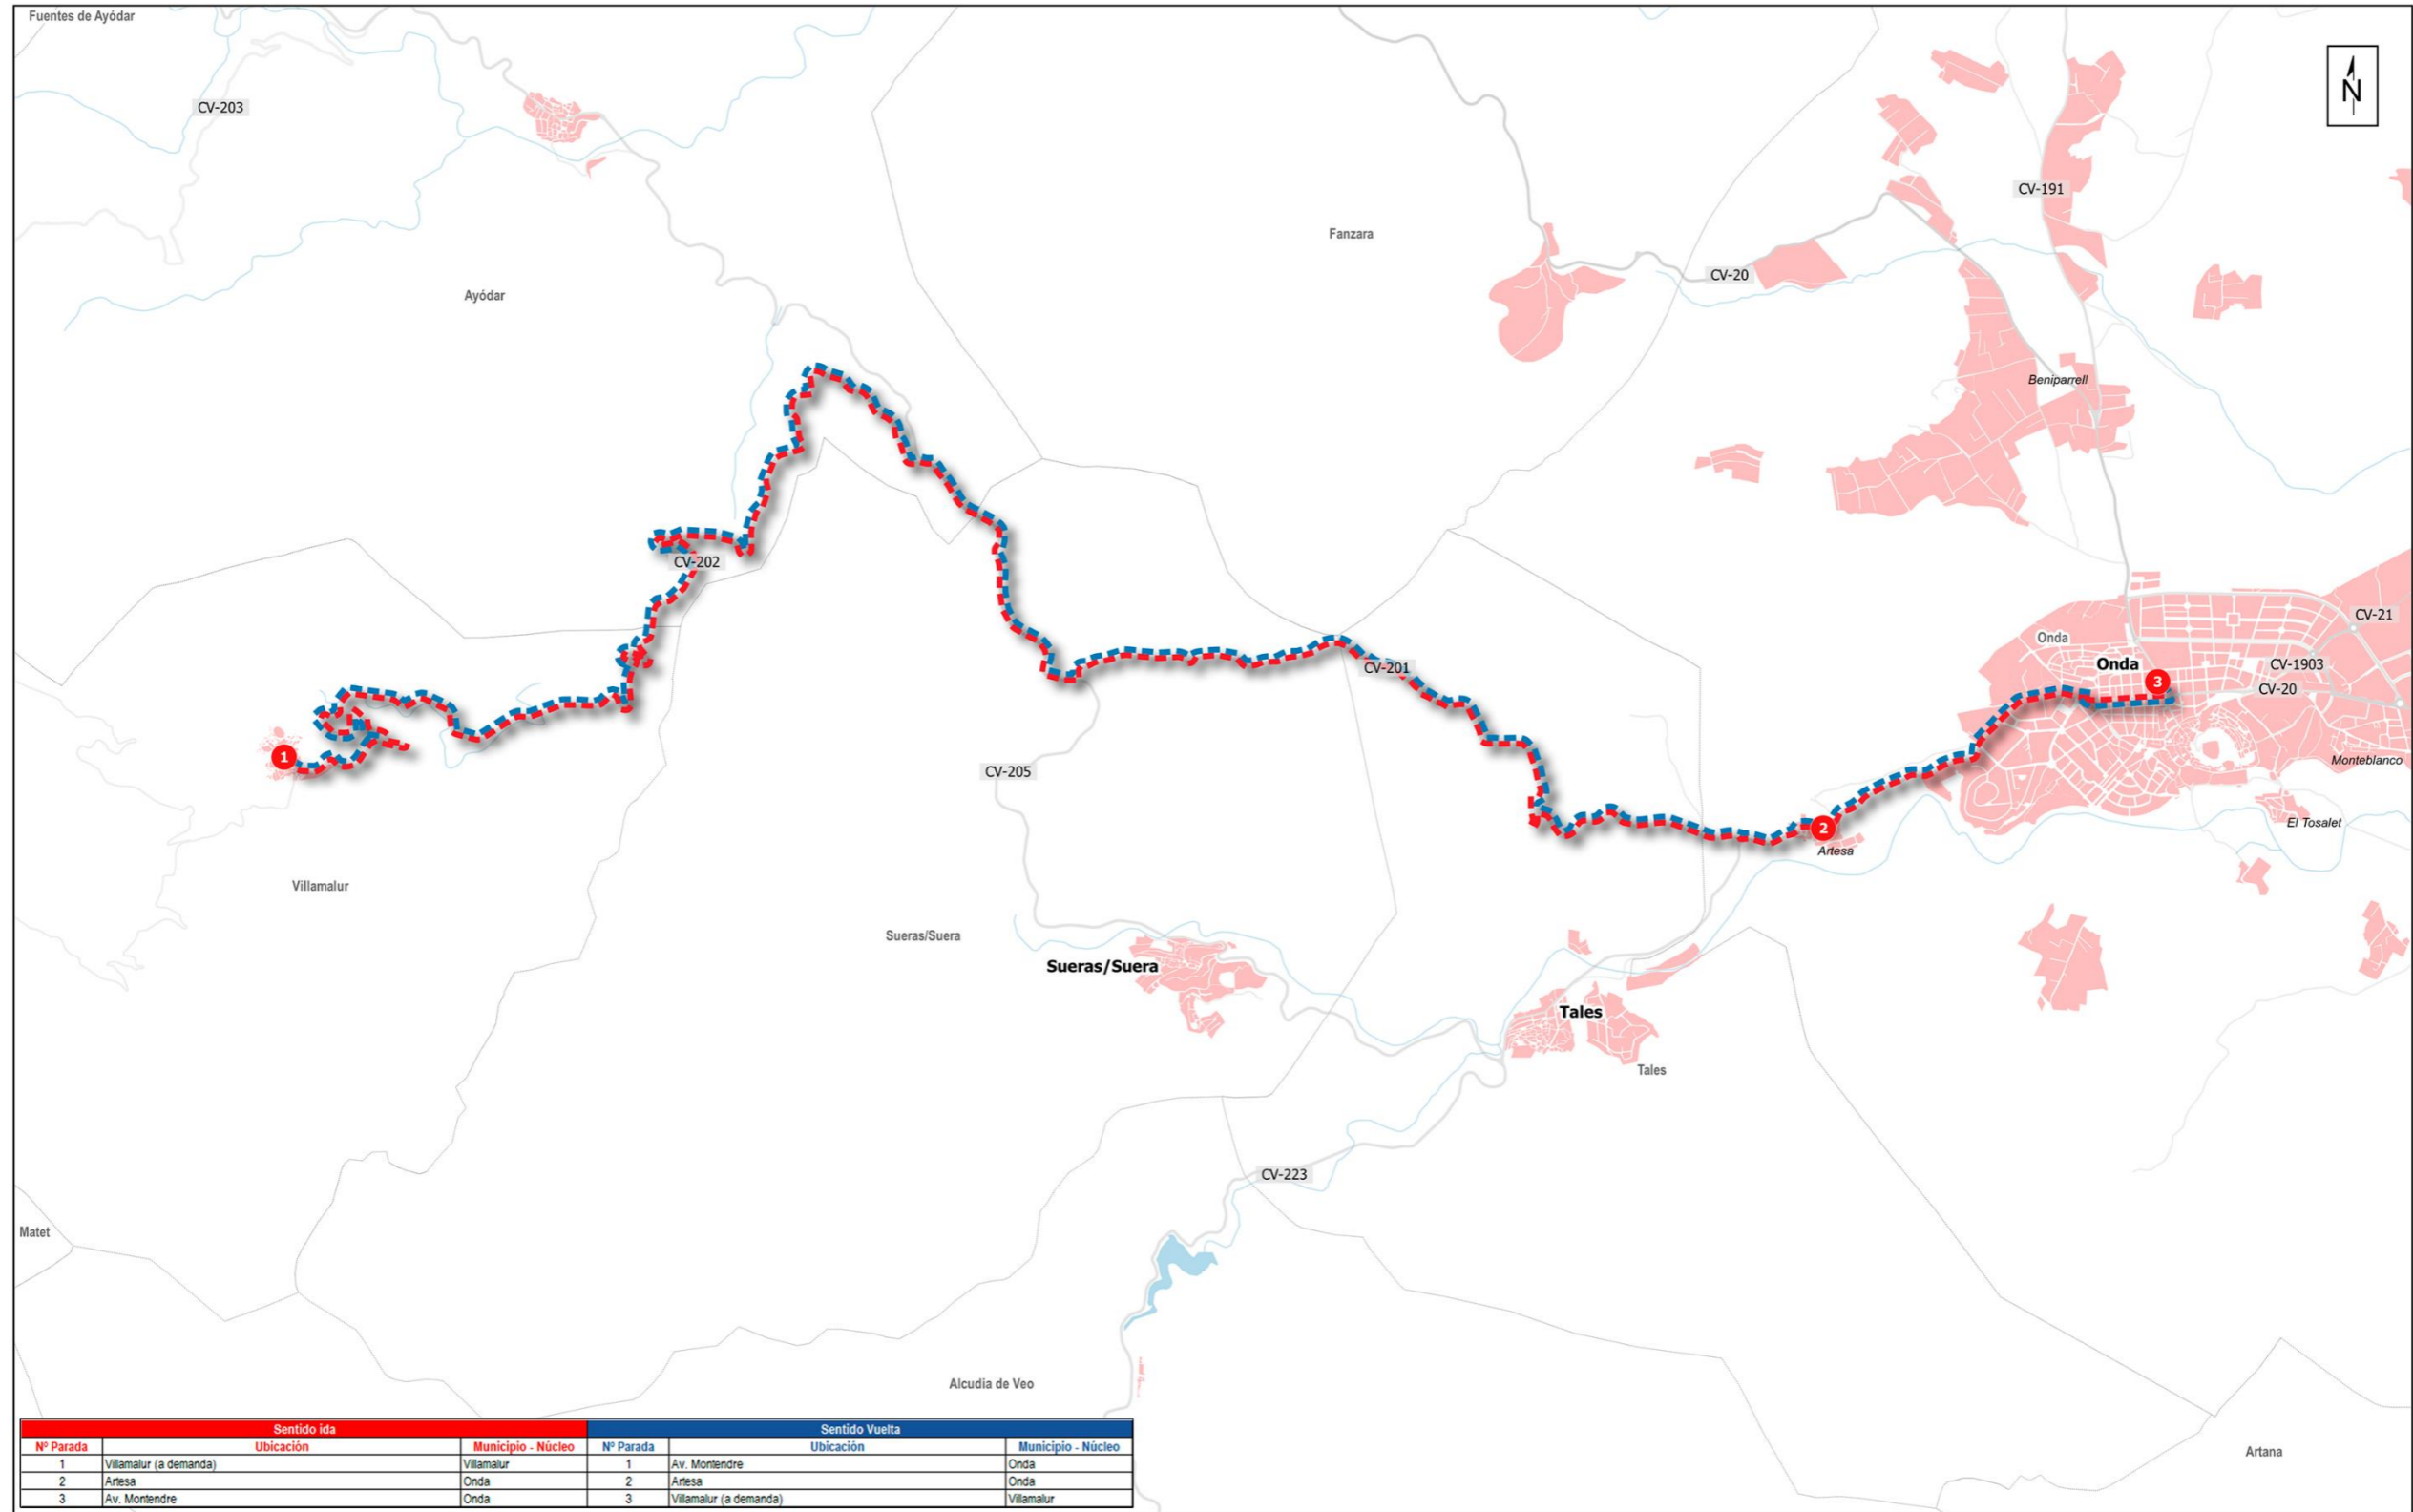 Fuentes de Ayódar
N
CV-203
CV-191
Fanzara
CV-20
Ayódar
Beniparrell
CV-202
CV-21
Onda
Onda
CV-1903
3
CV-201
CV-20
1
Monteblanco
CV-205
El Tosalet
2
Artesa
Villamalur
Sueras/Suera
Sueras/Suera
Tales
Tales
CV-223
Matet
Alcudia de Veo
Artana
Sentido ida Sentido Vuelta
Nº Parada Ubicación Municipio - Núcleo Nº Parada Ubicación Municipio - Núcleo
1 Villamalur (a demanda) Villamalur 1 Av. Montendre Onda
2 Artesa Onda 2 Artesa Onda
3 Av. Montendre Onda 3 Villamalur (a demanda) Villamalur